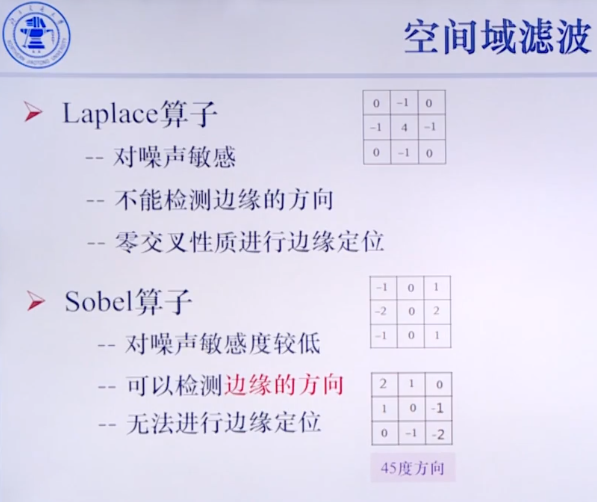 空间域滤波
Laplace算子
0 -1 0
-1 4 -1
0 -1 0
-- 对噪声敏感
-- 不能检测边缘的方向
-- 零交叉性质进行边缘定位
Sobel算子
-1 0 1
-2 0 2
-1 0 1
-- 对噪声敏感度较低
-- 可以检测边缘的方向
-- 无法进行边缘定位
2 1 0
1 0 -1
0 -1 -2
45度方向